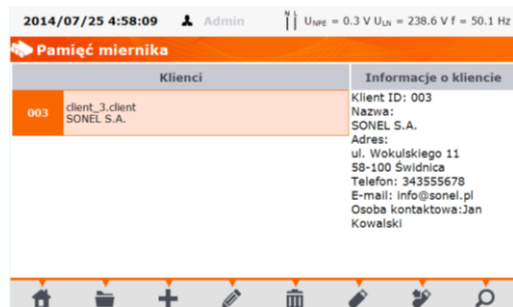 2014/07/25 4:58:09 Admin N L UNPE = 0.3 V ULN = 238.6 V f = 50.1 Hz
Pamięć miernika
Klienci
Informacje o kliencie
003
client_3.client
SONEL S.A.
Klient ID: 003
Nazwa:
SONEL S.A.
Adres:
ul. Wokulskiego 11
58-100 Świdnica
Telefon: 343555678
E-mail: info@sonel.pl
Osoba kontaktowa:Jan
Kowalski